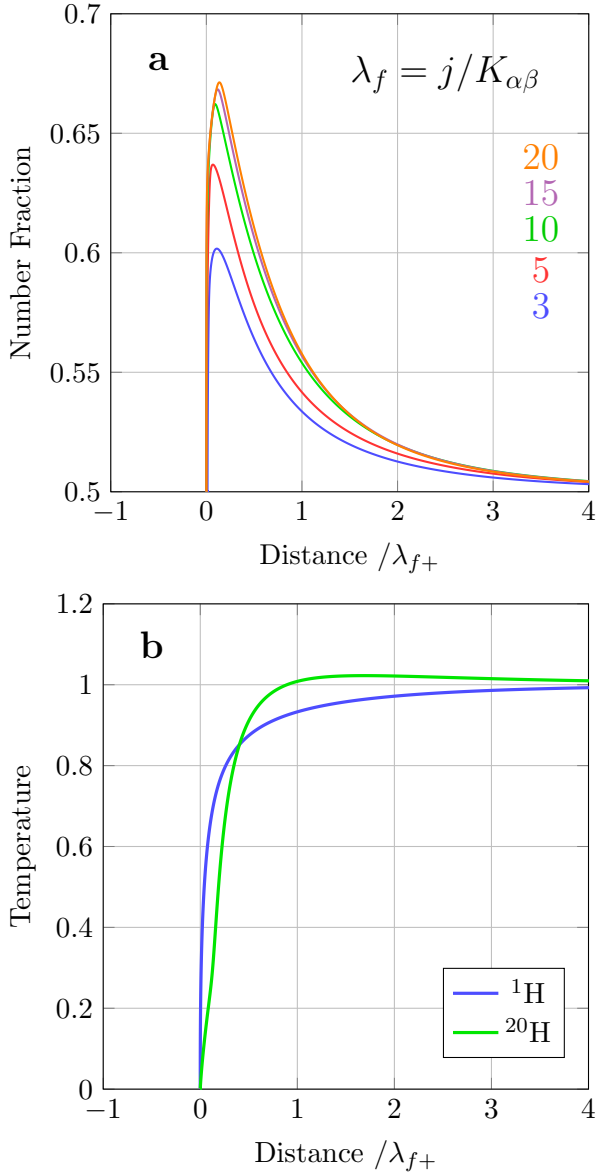 0.7
a
λ_f = j/K_αβ
0.65
20
15
10
0.6
5
3
0.55
0.5
−1 0 1 2 3 4
Number Fraction
Distance /λ_f+
1.2
b
1
0.8
0.6
0.4
0.2
0
¹H
²⁰H
−1 0 1 2 3 4
Temperature
Distance /λ_f+